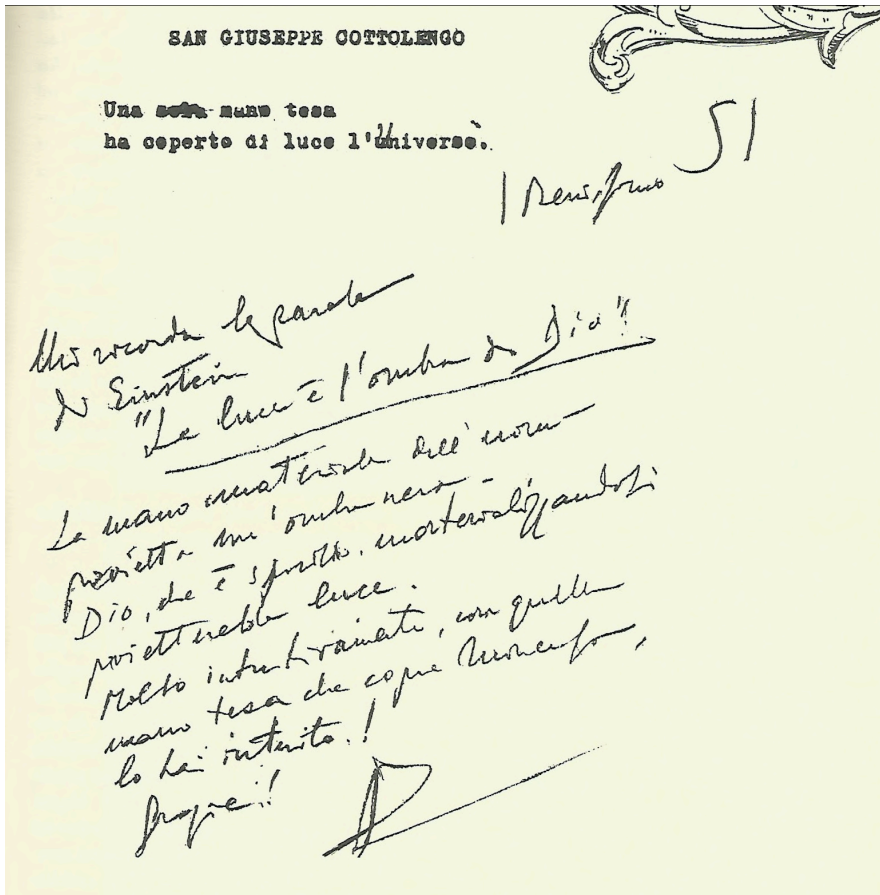 SAN GIUSEPPE COTTOLENGO
Una mano tesa
ha coperto di luce l'universo.
SI
Mi ricorda la parola
di Einstein
"La luce è l'ombra di Dio"!
La mano materiale dell'uomo
proietta un'ombra nera -
Dio, che è spirito, materializzandosi
proietterebbe luce.
Molto intuitivamente, con quella
mano tesa che copre
lo hai intuito.!
Grazie!!